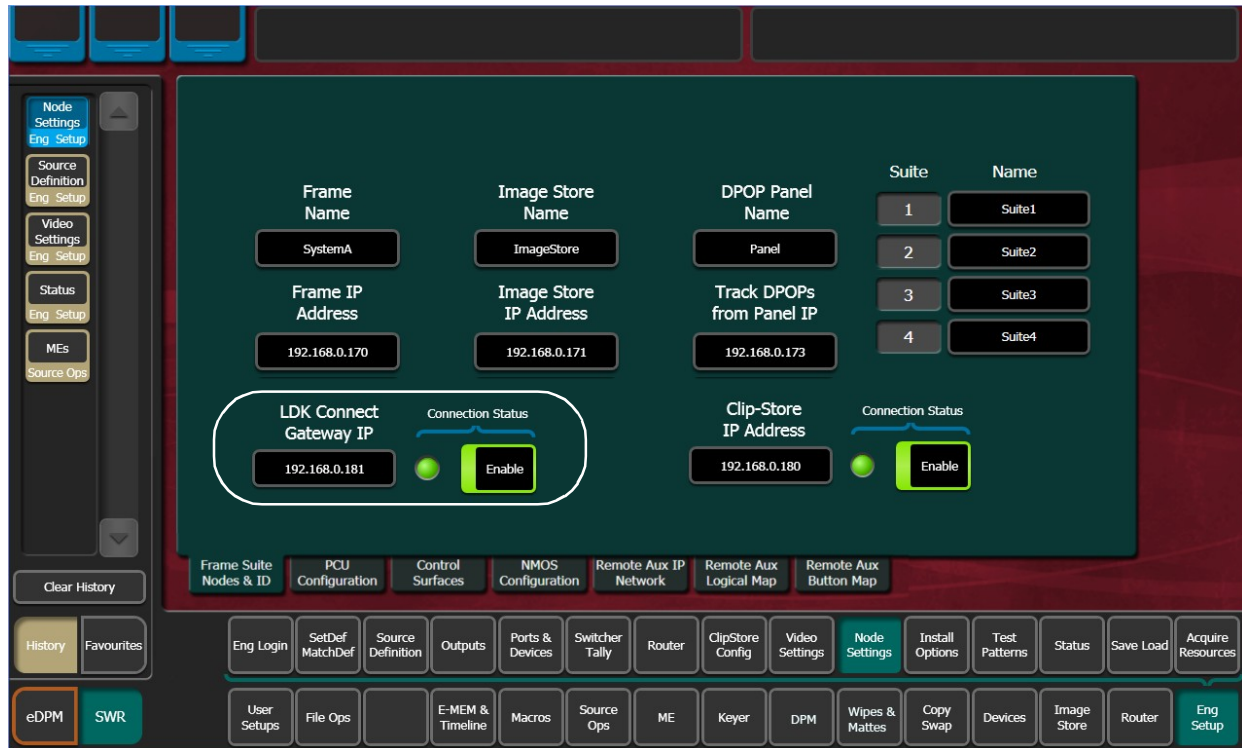 Node
Settings
Eng Setup
Source
Definition
Eng Setup
Video
Settings
Eng Setup
Status
Eng Setup
MEs
Source Ops
Clear History
History
Favourites
eDPM
SWR
Frame
Name
SystemA
Image Store
Name
ImageStore
DPOP Panel
Name
Panel
Suite
Name
1
Suite1
2
Suite2
3
Suite3
4
Suite4
Frame IP
Address
192.168.0.170
Image Store
IP Address
192.168.0.171
Track DPOPs
from Panel IP
192.168.0.173
LDK Connect
Gateway IP
192.168.0.181
Connection Status
Enable
Clip-Store
IP Address
192.168.0.180
Connection Status
Enable
Frame Suite
Nodes & ID
PCU
Configuration
Control
Surfaces
NMOS
Configuration
Remote Aux IP
Network
Remote Aux
Logical Map
Remote Aux
Button Map
Eng Login
SetDef
MatchDef
Source
Definition
Outputs
Ports &
Devices
Switcher
Tally
Router
ClipStore
Config
Video
Settings
Node
Settings
Install
Options
Test
Patterns
Status
Save Load
Acquire
Resources
User
Setups
File Ops
E-MEM &
Timeline
Macros
Source
Ops
ME
Keyer
DPM
Wipes &
Mattes
Copy
Swap
Devices
Image
Store
Router
Eng
Setup